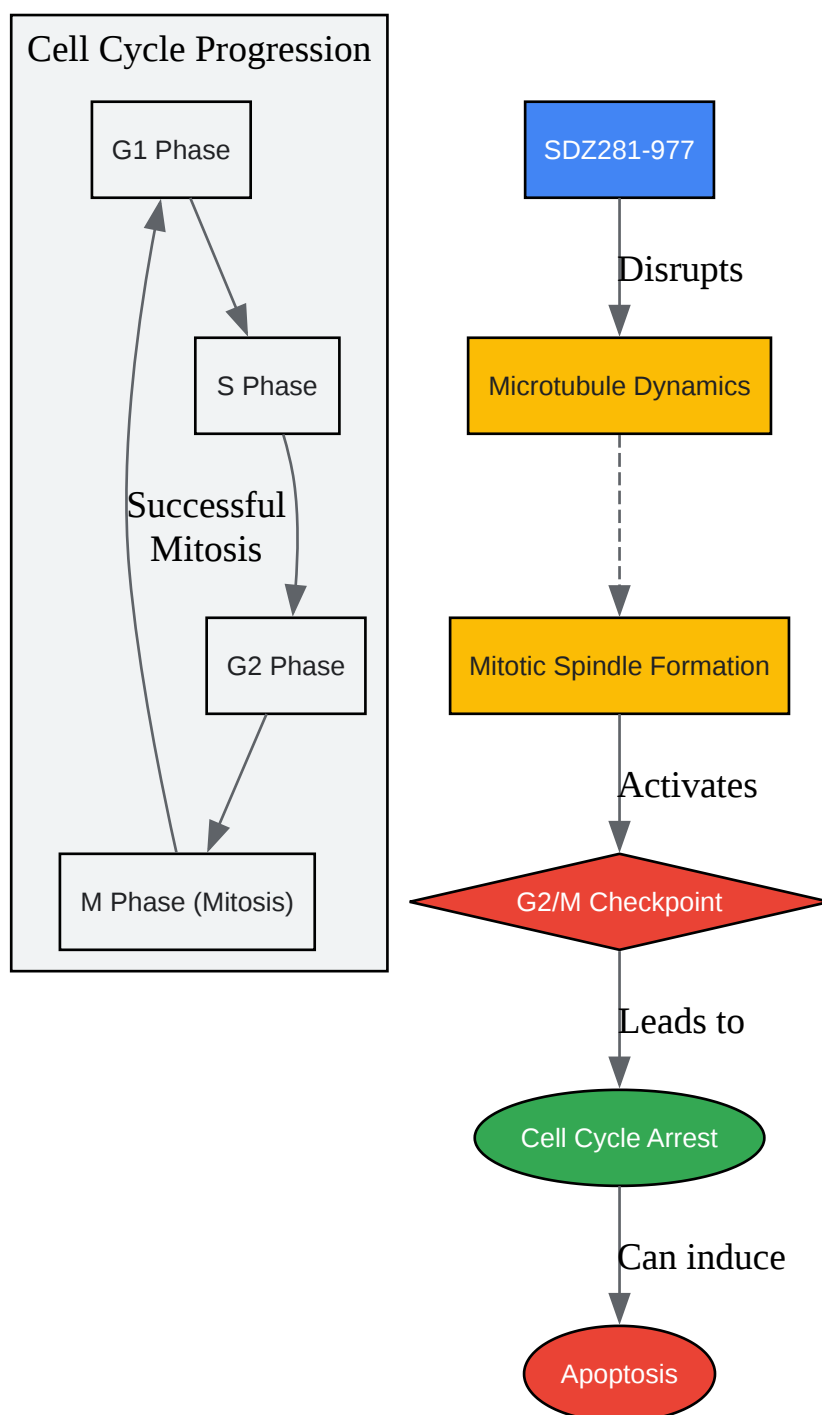 Cell Cycle Progression
G1 Phase
S Phase
Successful
Mitosis
G2 Phase
M Phase (Mitosis)
SDZ281-977
Disrupts
Microtubule Dynamics
Mitotic Spindle Formation
Activates
G2/M Checkpoint
Leads to
Cell Cycle Arrest
Can induce
Apoptosis